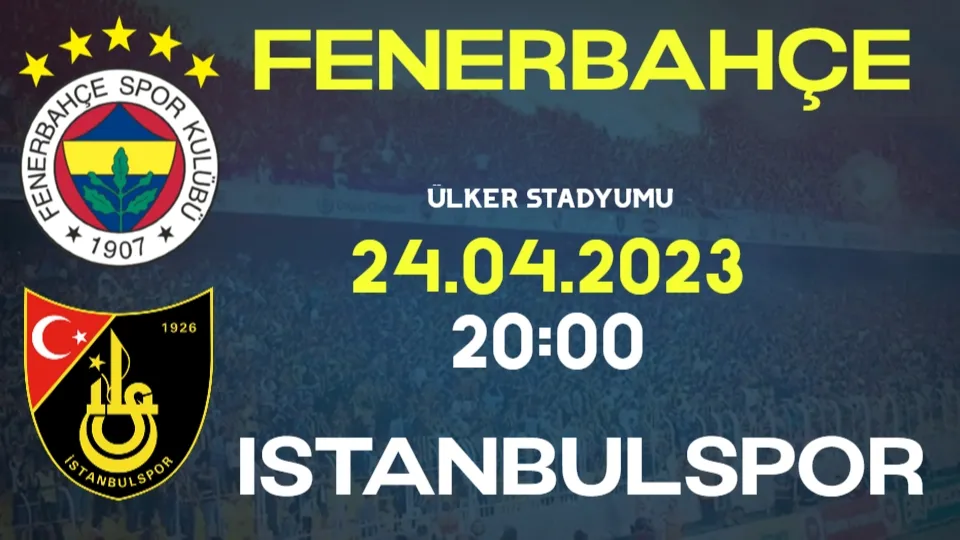 FENERBAHÇE
FENERBAHÇE SPOR KULÜBÜ
1907
ÜLKER STADYUMU
24.04.2023
20:00
1926
İSTANBULSPOR
ISTANBULSPOR